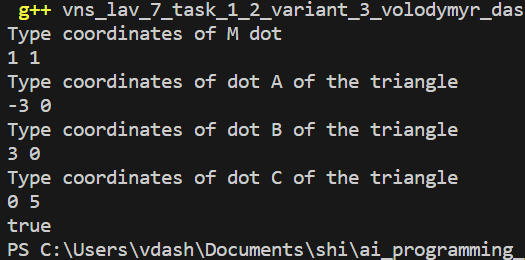 g++ vns_lav_7_task_1_2_variant_3_volodymyr_das
Type coordinates of M dot
1 1
Type coordinates of dot A of the triangle
-3 0
Type coordinates of dot B of the triangle
3 0
Type coordinates of dot C of the triangle
0 5
true
PS C:\Users\vdash\Documents\shi\ai_programming_